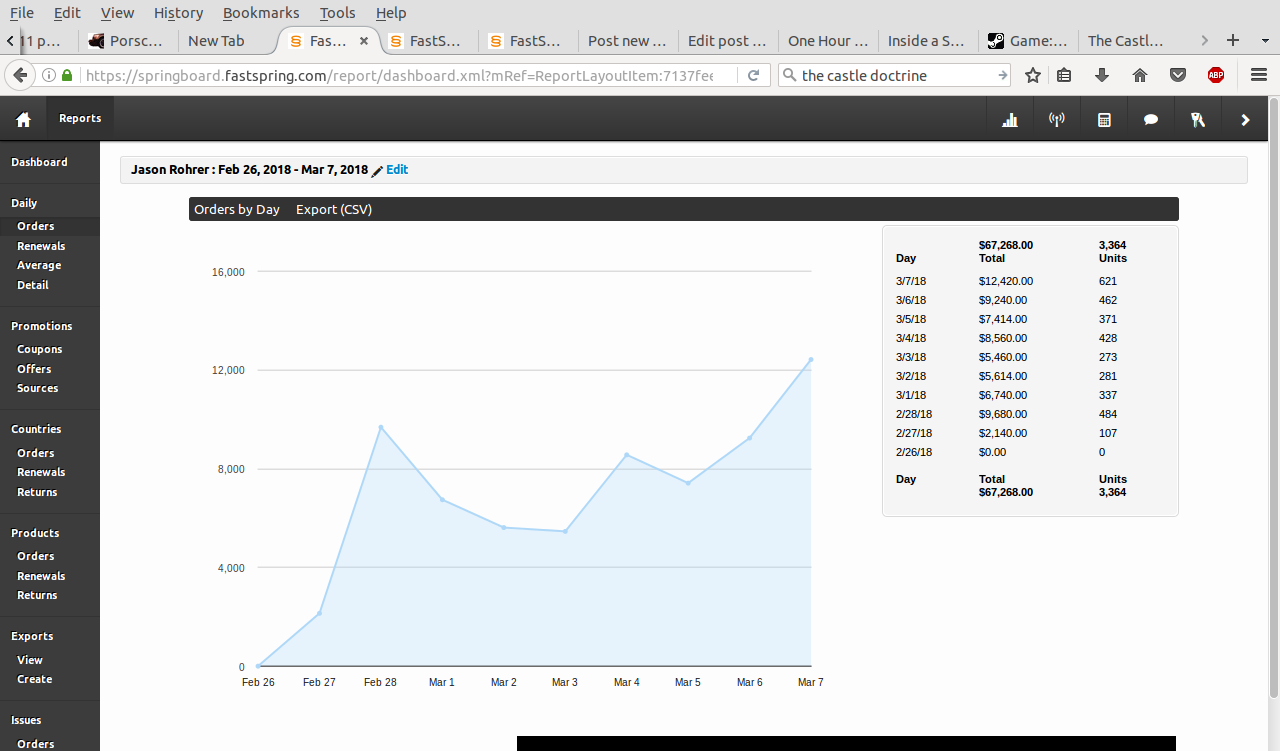 File Edit View History Bookmarks Tools Help
11 p… Porsc… New Tab Fas… FastS… FastS… Post new … Edit post … One Hour … Inside a S… Game:… The Castl…
https://springboard.fastspring.com/report/dashboard.xml?mRef=ReportLayoutItem:7137fee the castle doctrine ABP
Reports
Dashboard
Daily
Orders
Renewals
Average
Detail
Promotions
Coupons
Offers
Sources
Countries
Orders
Renewals
Returns
Products
Orders
Renewals
Returns
Exports
View
Create
Issues
Orders
Jason Rohrer : Feb 26, 2018 - Mar 7, 2018 Edit
Orders by Day Export (CSV)
16,000
12,000
8,000
4,000
0
Feb 26 Feb 27 Feb 28 Mar 1 Mar 2 Mar 3 Mar 4 Mar 5 Mar 6 Mar 7
$67,268.00 3,364
Day Total Units
3/7/18 $12,420.00 621
3/6/18 $9,240.00 462
3/5/18 $7,414.00 371
3/4/18 $8,560.00 428
3/3/18 $5,460.00 273
3/2/18 $5,614.00 281
3/1/18 $6,740.00 337
2/28/18 $9,680.00 484
2/27/18 $2,140.00 107
2/26/18 $0.00 0
Day Total Units
$67,268.00 3,364